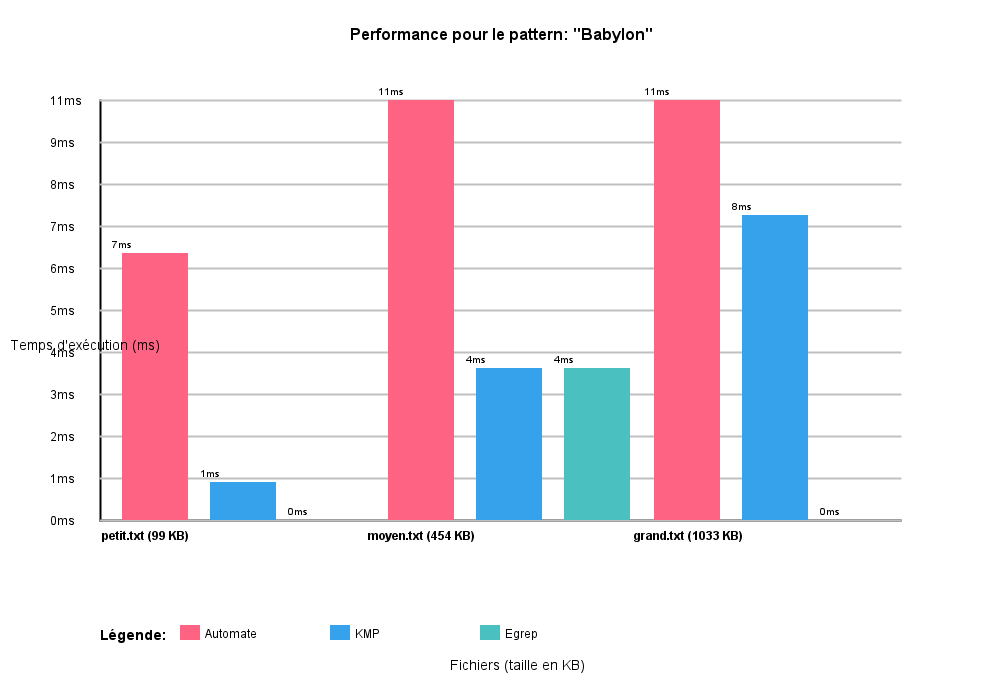 Performance pour le pattern: "Babylon"
11ms
11ms
11ms
9ms
8ms
7ms
6ms
5ms
4ms
3ms
2ms
1ms
0ms
Temps d'exécution (ms)
7ms
1ms
0ms
4ms
4ms
8ms
0ms
petit.txt (99 KB)
moyen.txt (454 KB)
grand.txt (1033 KB)
Légende:
Automate
KMP
Egrep
Fichiers (taille en KB)